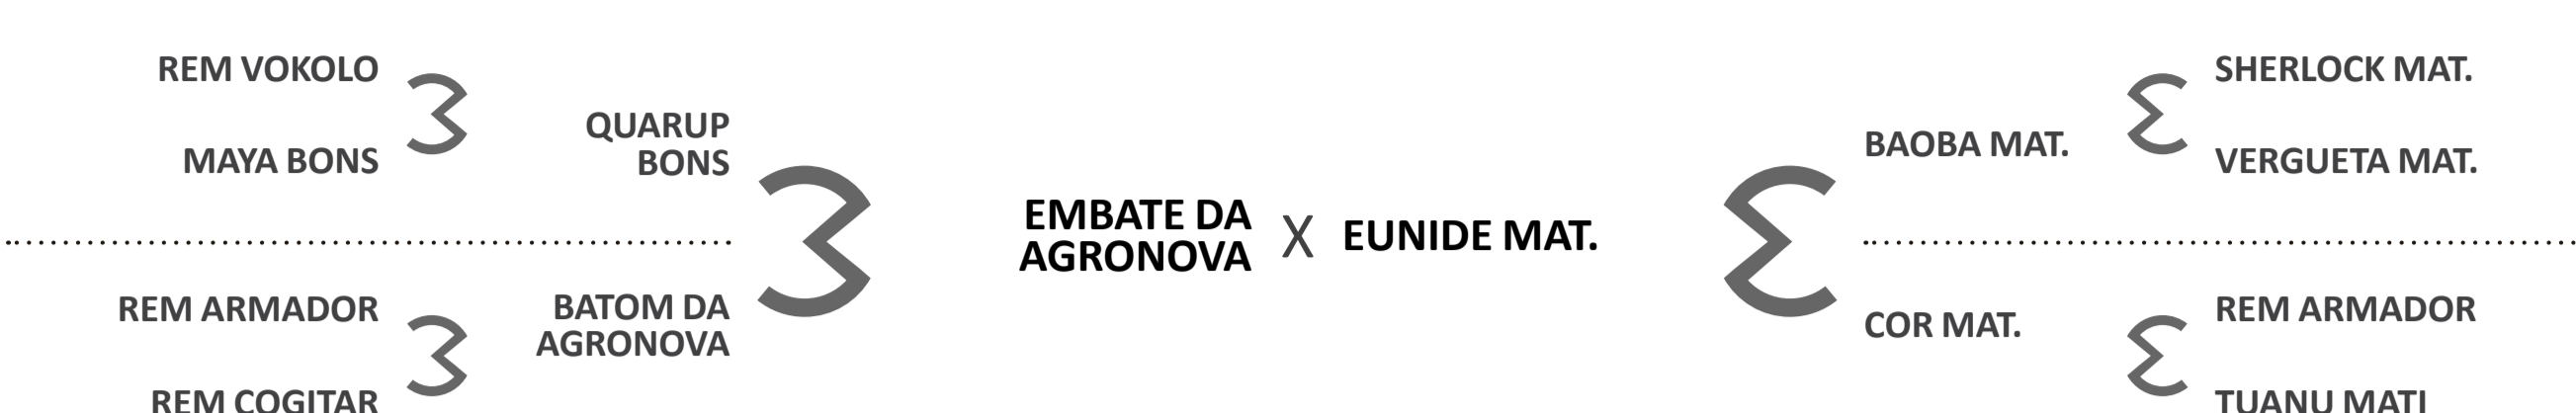 REM VOKOLO
MAYA BONS
QUARUP
BONS
REM ARMADOR
REM COGITAR
BATOM DA
AGRONOVA
EMBATE DA
AGRONOVA
X
EUNIDE MAT.
BAOBA MAT.
SHERLOCK MAT.
VERGUETA MAT.
COR MAT.
REM ARMADOR
TUANU MATI